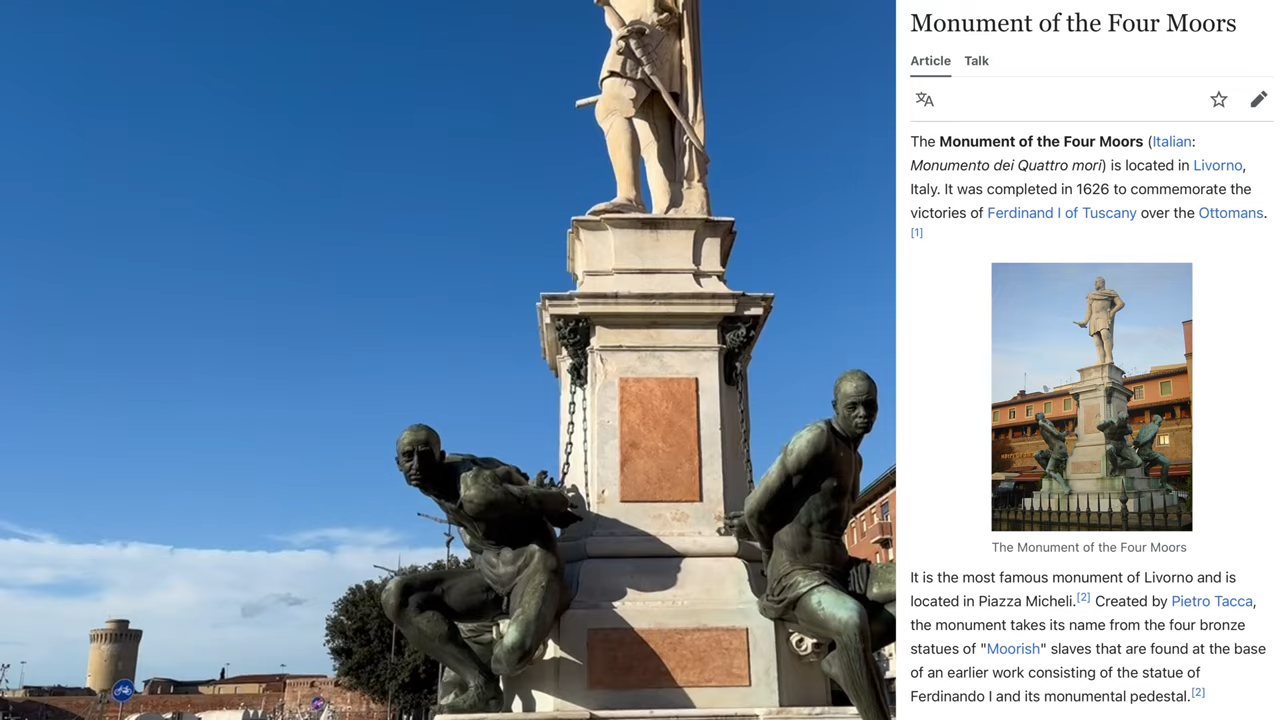 Monument of the Four Moors
Article Talk
The Monument of the Four Moors (Italian:
Monumento dei Quattro mori) is located in Livorno,
Italy. It was completed in 1626 to commemorate the
victories of Ferdinand I of Tuscany over the Ottomans.
[1]
The Monument of the Four Moors
It is the most famous monument of Livorno and is
located in Piazza Micheli.[2] Created by Pietro Tacca,
the monument takes its name from the four bronze
statues of "Moorish" slaves that are found at the base
of an earlier work consisting of the statue of
Ferdinando I and its monumental pedestal.[2]